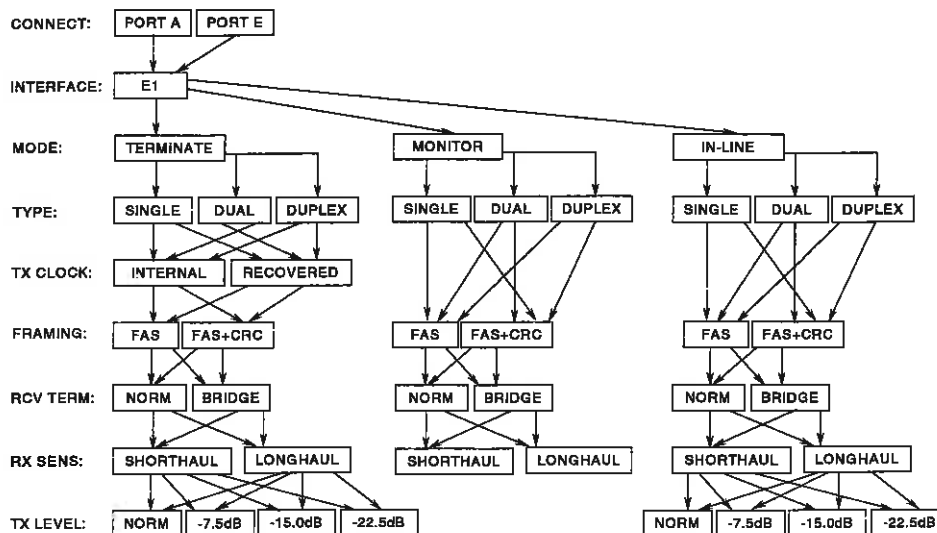 CONNECT: PORT A PORT E
INTERFACE: E1
MODE: TERMINATE MONITOR IN-LINE
TYPE: SINGLE DUAL DUPLEX SINGLE DUAL DUPLEX SINGLE DUAL DUPLEX
TX CLOCK: INTERNAL RECOVERED
FRAMING: FAS FAS+CRC FAS FAS+CRC FAS FAS+CRC
RCV TERM: NORM BRIDGE NORM BRIDGE NORM BRIDGE
RX SENS: SHORTHAUL LONGHAUL SHORTHAUL LONGHAUL SHORTHAUL LONGHAUL
TX LEVEL: NORM -7.5dB -15.0dB -22.5dB NORM -7.5dB -15.0dB -22.5dB